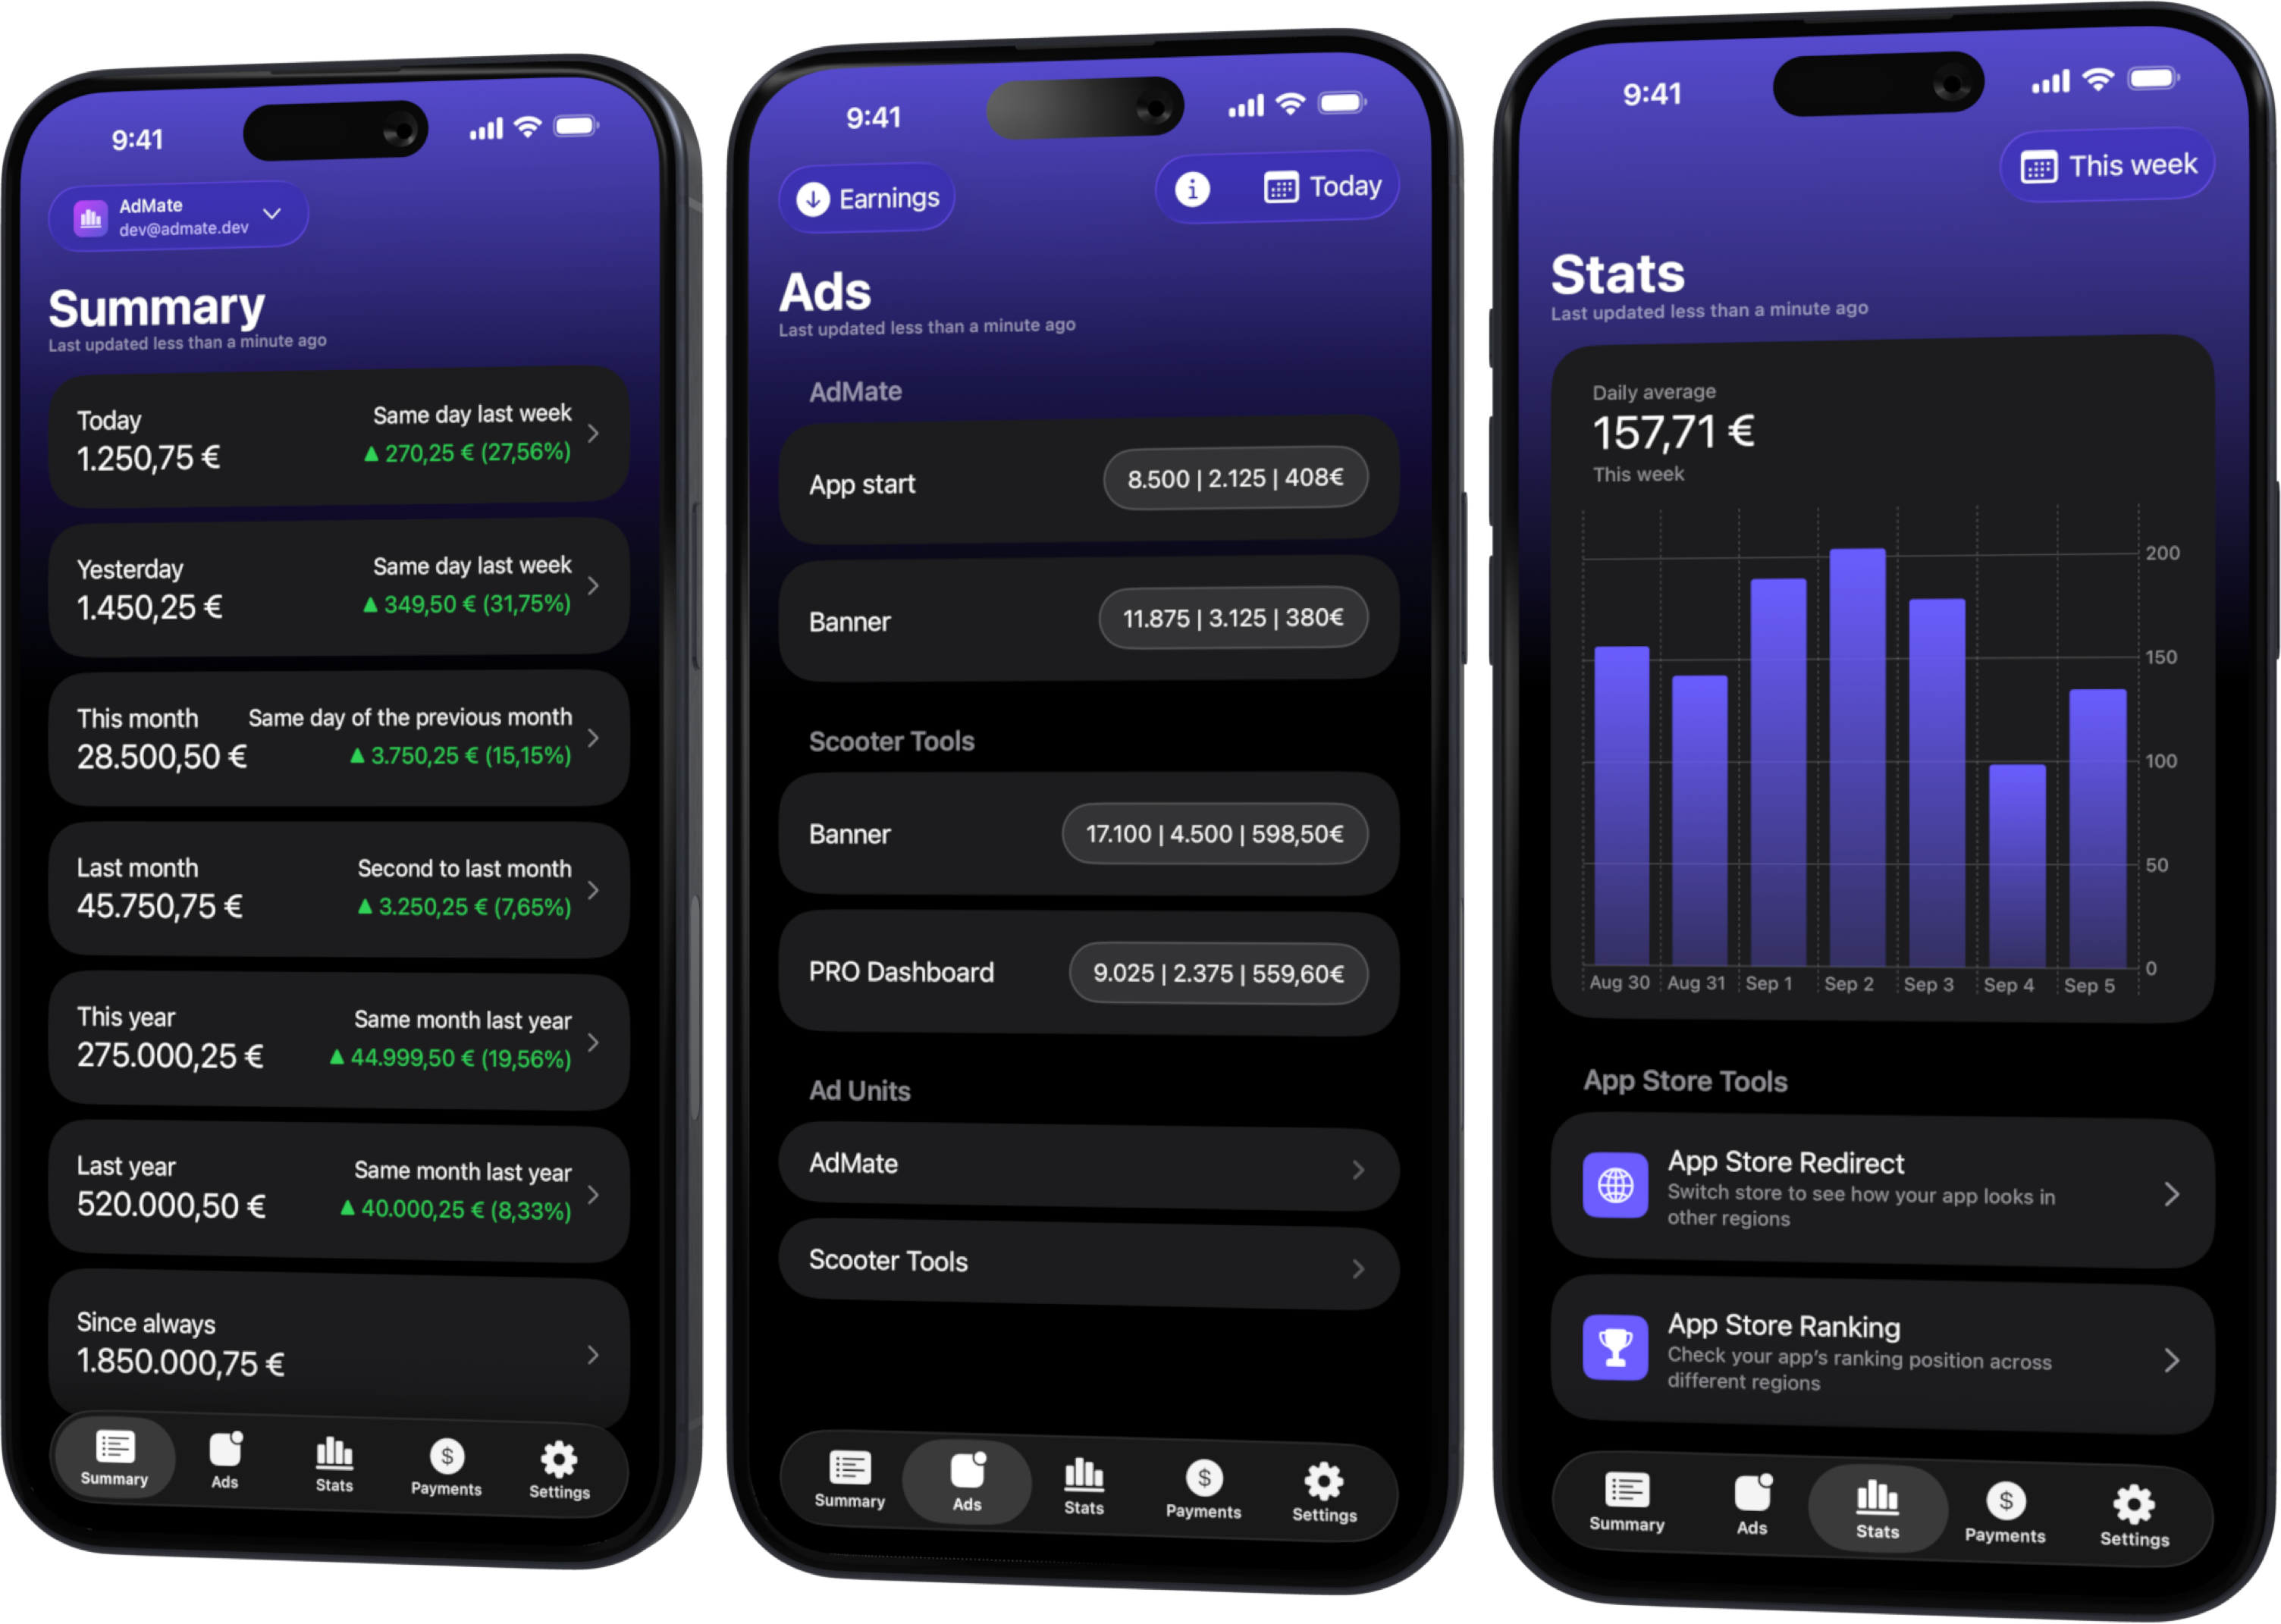 9:41
AdMate
dev@admate.dev
Summary
Last updated less than a minute ago
Today
Same day last week
1.250,75 €
▲ 270,25 € (27,56%)
Yesterday
Same day last week
1.450,25 €
▲ 349,50 € (31,75%)
This month
Same day of the previous month
28.500,50 €
▲ 3.750,25 € (15,15%)
Last month
Second to last month
45.750,75 €
▲ 3.250,25 € (7,65%)
This year
Same month last year
275.000,25 €
▲ 44.999,50 € (19,56%)
Last year
Same month last year
520.000,50 €
▲ 40.000,25 € (8,33%)
Since always
1.850.000,75 €
Summary
Ads
Stats
$
Payments
Settings
9:41
Earnings
i
Today
Ads
Last updated less than a minute ago
AdMate
App start
8.500 | 2.125 | 408€
Banner
11.875 | 3.125 | 380€
Scooter Tools
Banner
17.100 | 4.500 | 598,50€
PRO Dashboard
9.025 | 2.375 | 559,60€
Ad Units
AdMate
Scooter Tools
Summary
Ads
Stats
$
Payments
Settings
9:41
This week
Stats
Last updated less than a minute ago
Daily average
157,71 €
This week
200
150
100
50
0
Aug 30
Aug 31
Sep 1
Sep 2
Sep 3
Sep 4
Sep 5
App Store Tools
App Store Redirect
Switch store to see how your app looks in
other regions
App Store Ranking
Check your app's ranking position across
different regions
Summary
Ads
Stats
$
Payments
Settings